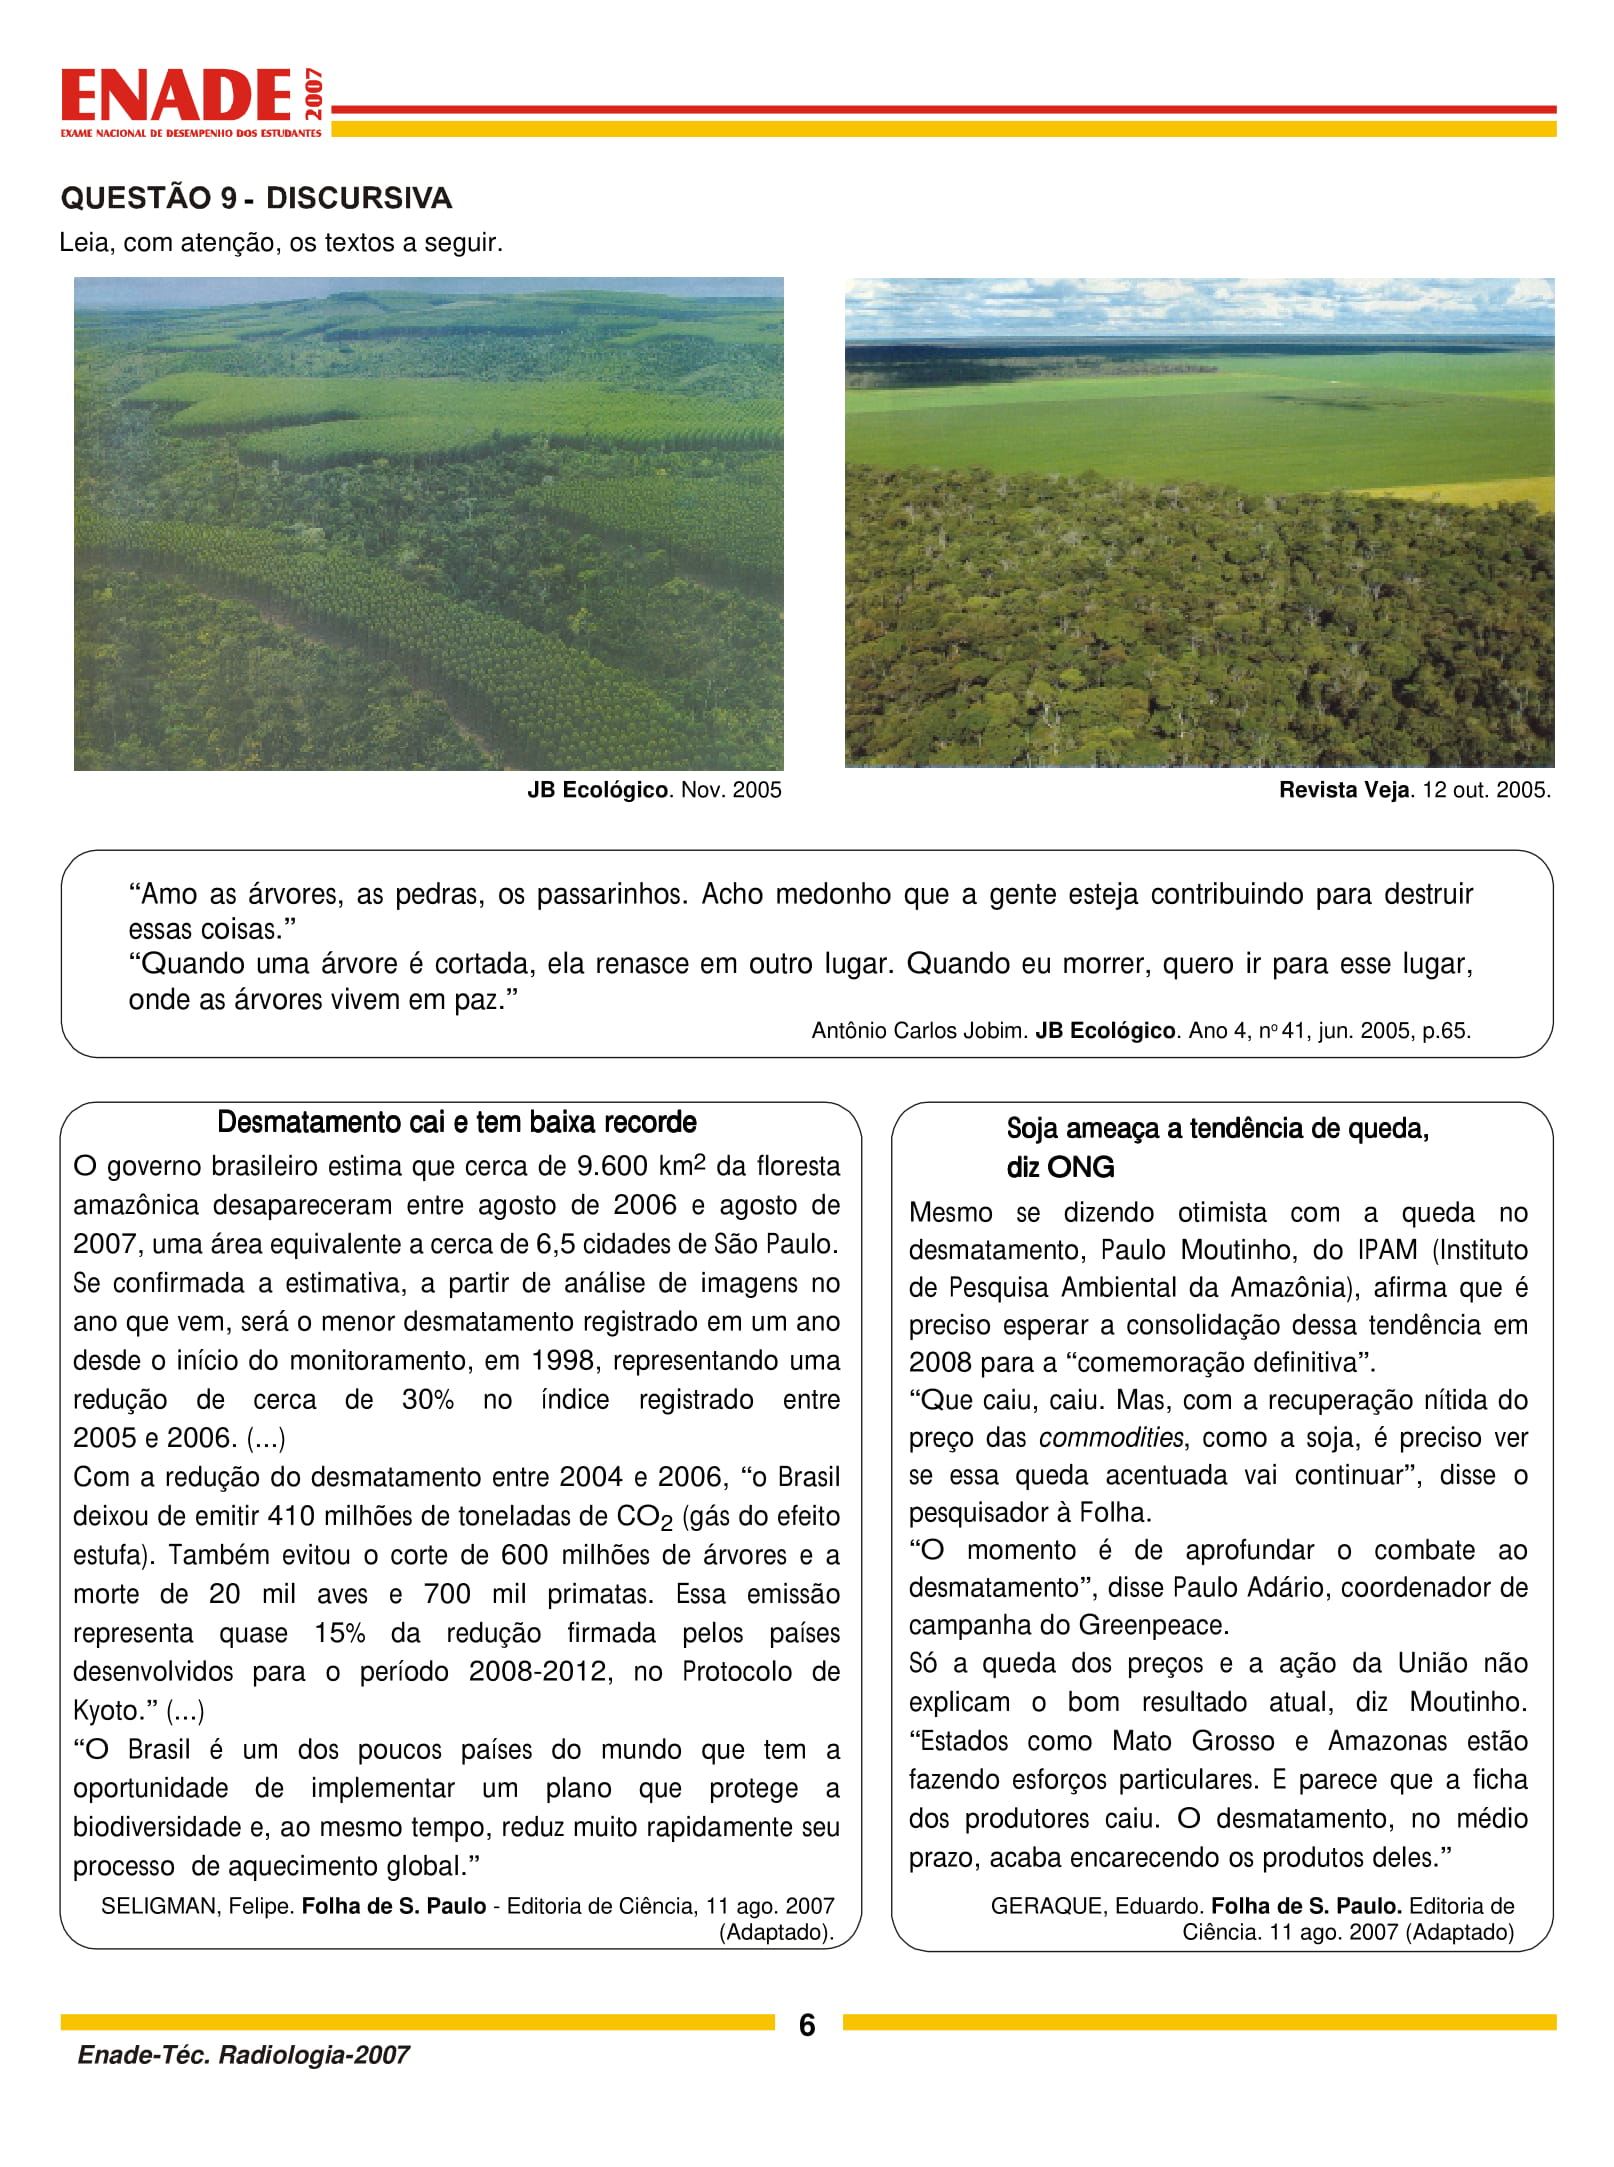 ENADE 2007
EXAME NACIONAL DE DESEMPENHO DOS ESTUDANTES
QUESTÃO 9 - DISCURSIVA
Leia, com atenção, os textos a seguir.
JB Ecológico. Nov. 2005
Revista Veja. 12 out. 2005.
“Amo as árvores, as pedras, os passarinhos. Acho medonho que a gente esteja contribuindo para destruir
essas coisas.”
“Quando uma árvore é cortada, ela renasce em outro lugar. Quando eu morrer, quero ir para esse lugar,
onde as árvores vivem em paz.”
Antônio Carlos Jobim. JB Ecológico. Ano 4, nº 41, jun. 2005, p.65.
Desmatamento cai e tem baixa recorde
O governo brasileiro estima que cerca de 9.600 km2 da floresta
amazônica desapareceram entre agosto de 2006 e agosto de
2007, uma área equivalente a cerca de 6,5 cidades de São Paulo.
Se confirmada a estimativa, a partir de análise de imagens no
ano que vem, será o menor desmatamento registrado em um ano
desde o início do monitoramento, em 1998, representando uma
redução de cerca de 30% no índice registrado entre
2005 e 2006. (...)
Com a redução do desmatamento entre 2004 e 2006, “o Brasil
deixou de emitir 410 milhões de toneladas de CO2 (gás do efeito
estufa). Também evitou o corte de 600 milhões de árvores e a
morte de 20 mil aves e 700 mil primatas. Essa emissão
representa quase 15% da redução firmada pelos países
desenvolvidos para o período 2008-2012, no Protocolo de
Kyoto.” (...)
“O Brasil é um dos poucos países do mundo que tem a
oportunidade de implementar um plano que protege a
biodiversidade e, ao mesmo tempo, reduz muito rapidamente seu
processo de aquecimento global.”
SELIGMAN, Felipe. Folha de S. Paulo - Editoria de Ciência, 11 ago. 2007
(Adaptado).
Soja ameaça a tendência de queda,
diz ONG
Mesmo se dizendo otimista com a queda no
desmatamento, Paulo Moutinho, do IPAM (Instituto
de Pesquisa Ambiental da Amazônia), afirma que é
preciso esperar a consolidação dessa tendência em
2008 para a “comemoração definitiva”.
“Que caiu, caiu. Mas, com a recuperação nítida do
preço das commodities, como a soja, é preciso ver
se essa queda acentuada vai continuar”, disse o
pesquisador à Folha.
“O momento é de aprofundar o combate ao
desmatamento”, disse Paulo Adário, coordenador de
campanha do Greenpeace.
Só a queda dos preços e a ação da União não
explicam o bom resultado atual, diz Moutinho.
“Estados como Mato Grosso e Amazonas estão
fazendo esforços particulares. E parece que a ficha
dos produtores caiu. O desmatamento, no médio
prazo, acaba encarecendo os produtos deles.”
GERAQUE, Eduardo. Folha de S. Paulo. Editoria de
Ciência. 11 ago. 2007 (Adaptado)
6
Enade-Téc. Radiologia-2007